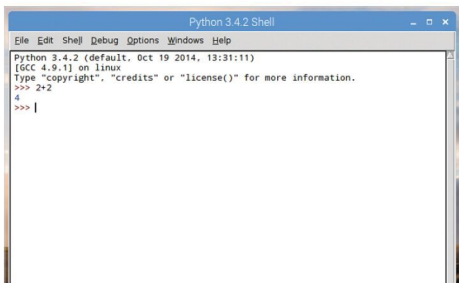 Python 3.4.2 Shell
File Edit Shell Debug Options Windows Help
Python 3.4.2 (default, Oct 19 2014, 13:31:11)
[GCC 4.9.1] on linux
Type "copyright", "credits" or "license()" for more information.
>>> 2+2
4
>>>